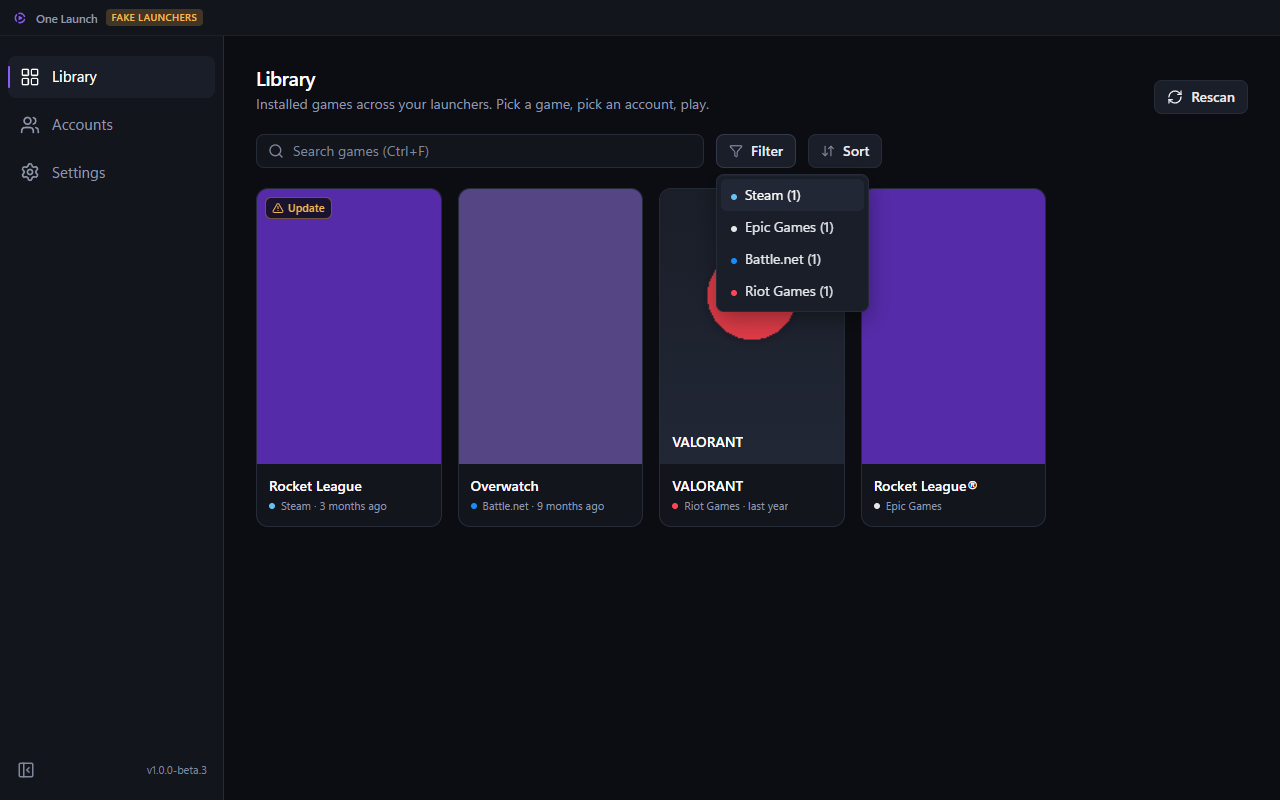 One Launch FAKE LAUNCHERS
Library
Accounts
Settings
v1.0.0-beta.3
Library
Installed games across your launchers. Pick a game, pick an account, play.
Rescan
Search games (Ctrl+F)
Filter
Sort
Steam (1)
Epic Games (1)
Battle.net (1)
Riot Games (1)
Update
Rocket League
Steam · 3 months ago
Overwatch
Battle.net · 9 months ago
VALORANT
VALORANT
Riot Games · last year
Rocket League®
Epic Games